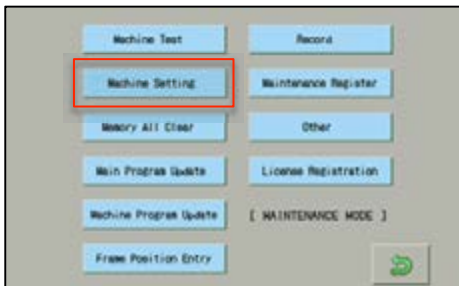 Machine Test
Machine Setting
Memory All Clear
Main Program Update
Machine Program Update
Frame Position Entry
Record
Maintenance Register
Other
License Registration
[ MAINTENANCE MODE ]